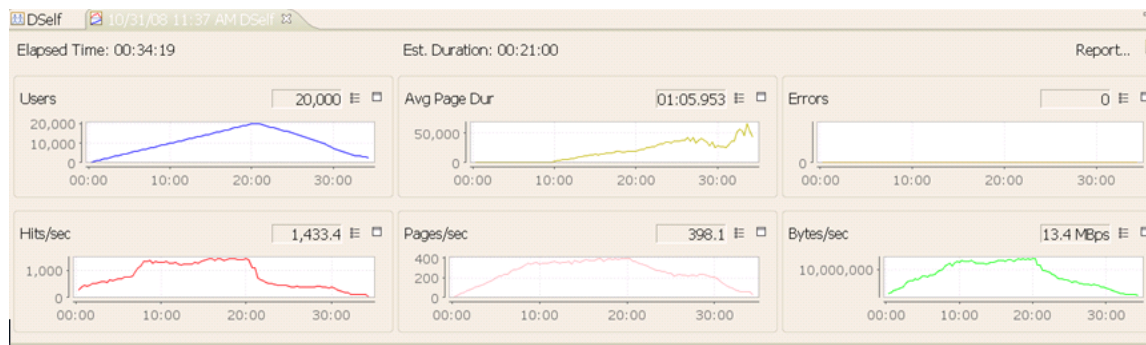 DSelf 10/31/08 11:37 AM DSelf
Elapsed Time: 00:34:19 Est. Duration: 00:21:00 Report...
Users 20,000
20,000
10,000
0
00:00 10:00 20:00 30:00
Avg Page Dur 01:05.953
50,000
0
00:00 10:00 20:00 30:00
Errors 0
0
00:00 10:00 20:00 30:00
Hits/sec 1,433.4
1,000
0
00:00 10:00 20:00 30:00
Pages/sec 398.1
400
200
0
00:00 10:00 20:00 30:00
Bytes/sec 13.4 MBps
10,000,000
00:00 10:00 20:00 30:00